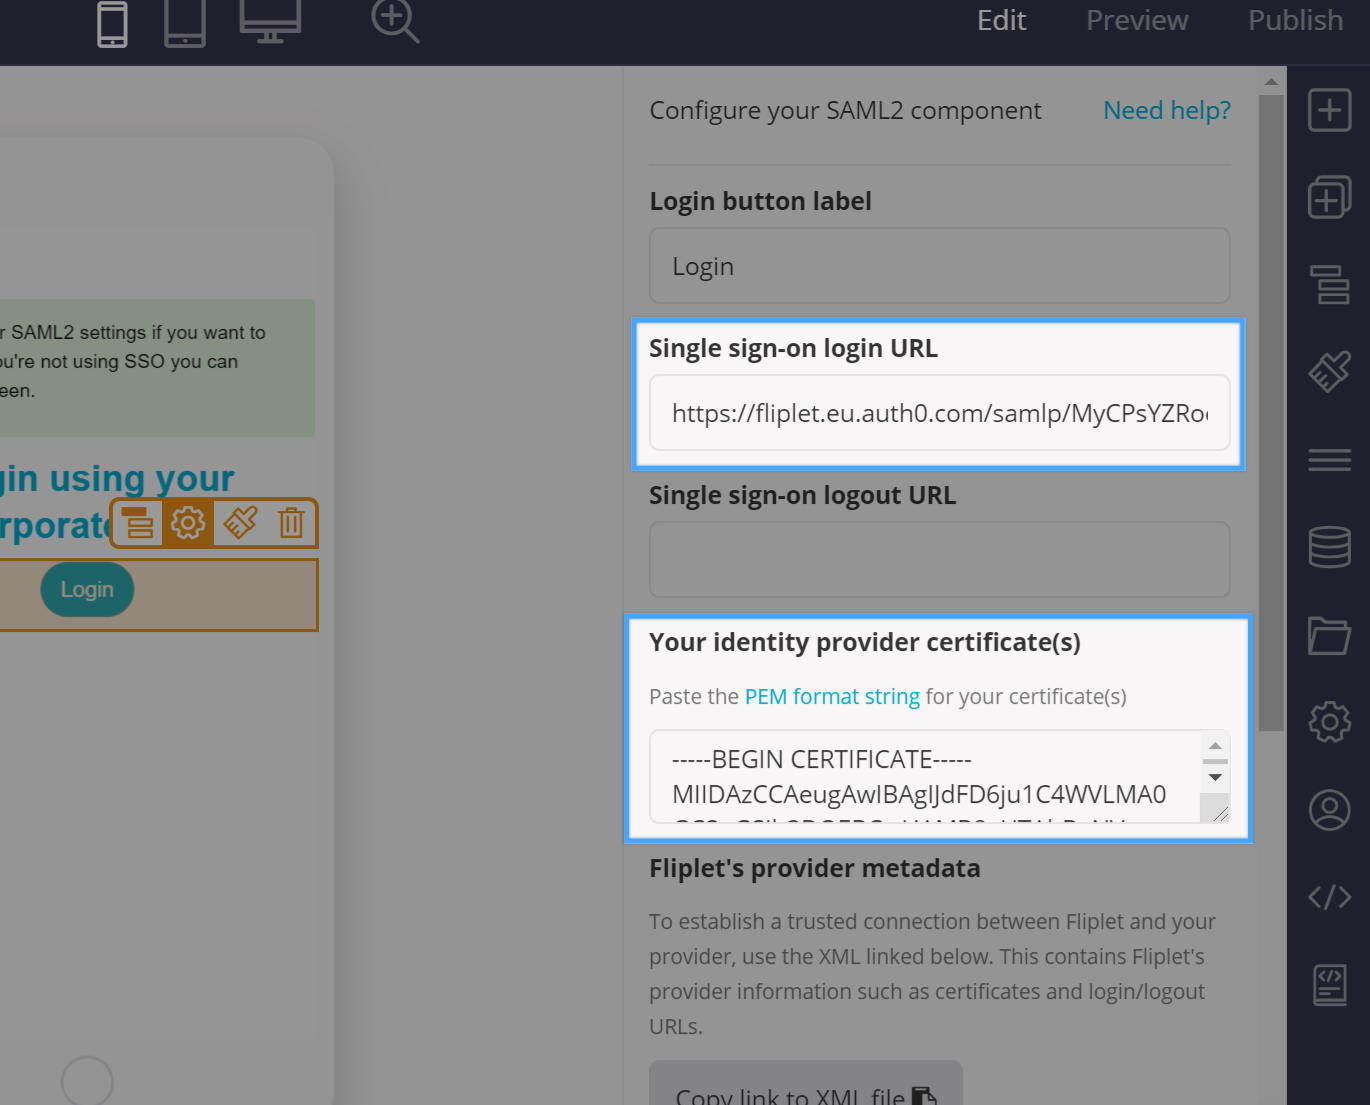 Edit Preview Publish
Configure your SAML2 component Need help?
Login button label
Login
r SAML2 settings if you want to
ou're not using SSO you can
een.
Single sign-on login URL
https://fliplet.eu.auth0.com/samlp/MyCPsYZRo
gin using your
rporate
Login
Single sign-on logout URL
Your identity provider certificate(s)
Paste the PEM format string for your certificate(s)
-----BEGIN CERTIFICATE-----
MIIDAzCCAeugAwIBAgIJdFD6ju1C4WVLMA0
Fliplet's provider metadata
To establish a trusted connection between Fliplet and your
provider, use the XML linked below. This contains Fliplet's
provider information such as certificates and login/logout
URLs.
Copy link to XML file